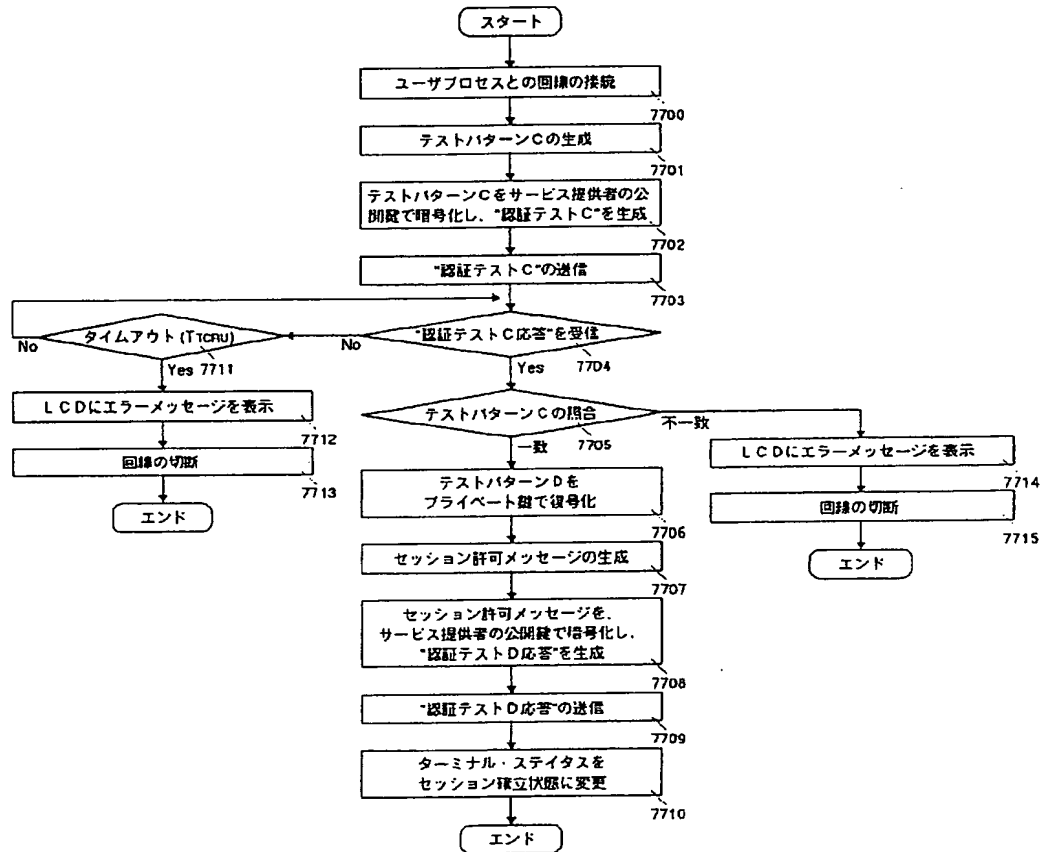 スタート
ユーザプロセスとの回線の接続
7700
テストパターンCの生成
7701
テストパターンCをサービス提供者の公
開鍵で暗号化し、"認証テストC"を生成
7702
"認証テストC"の送信
7703
"認証テストC応答"を受信
7704
No
Yes
タイムアウト(TTCRU)
7711
No
Yes
LCDにエラーメッセージを表示
7712
回線の切断
7713
エンド
テストパターンCの照合
7705
不一致
一致
LCDにエラーメッセージを表示
7714
回線の切断
7715
エンド
テストパターンDを
プライベート鍵で復号化
7706
セッション許可メッセージの生成
7707
セッション許可メッセージを、
サービス提供者の公開鍵で暗号化し、
"認証テストD応答"を生成
7708
"認証テストD応答"の送信
7709
ターミナル・ステイタスを
セッション確立状態に変更
7710
エンド